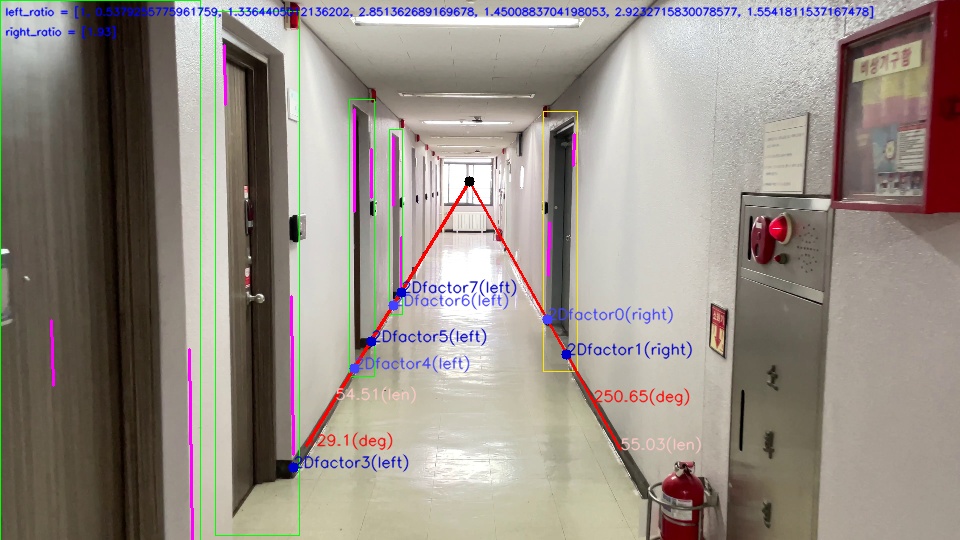 left_ratio = [1, 0.5379285775961759, 1.3364405072136202, 2.851362689169678, 1.4500883704198053, 2.9232715830078577, 1.5541811537167478]
right_ratio = [1.93]
비상기구함
2Dfactor7(left)
2Dfactor6(left)
2Dfactor0(right)
2Dfactor5(left)
2Dfactor1(right)
2Dfactor4(left)
54.51(len)
250.65(deg)
29.1(deg)
55.03(len)
2Dfactor3(left)